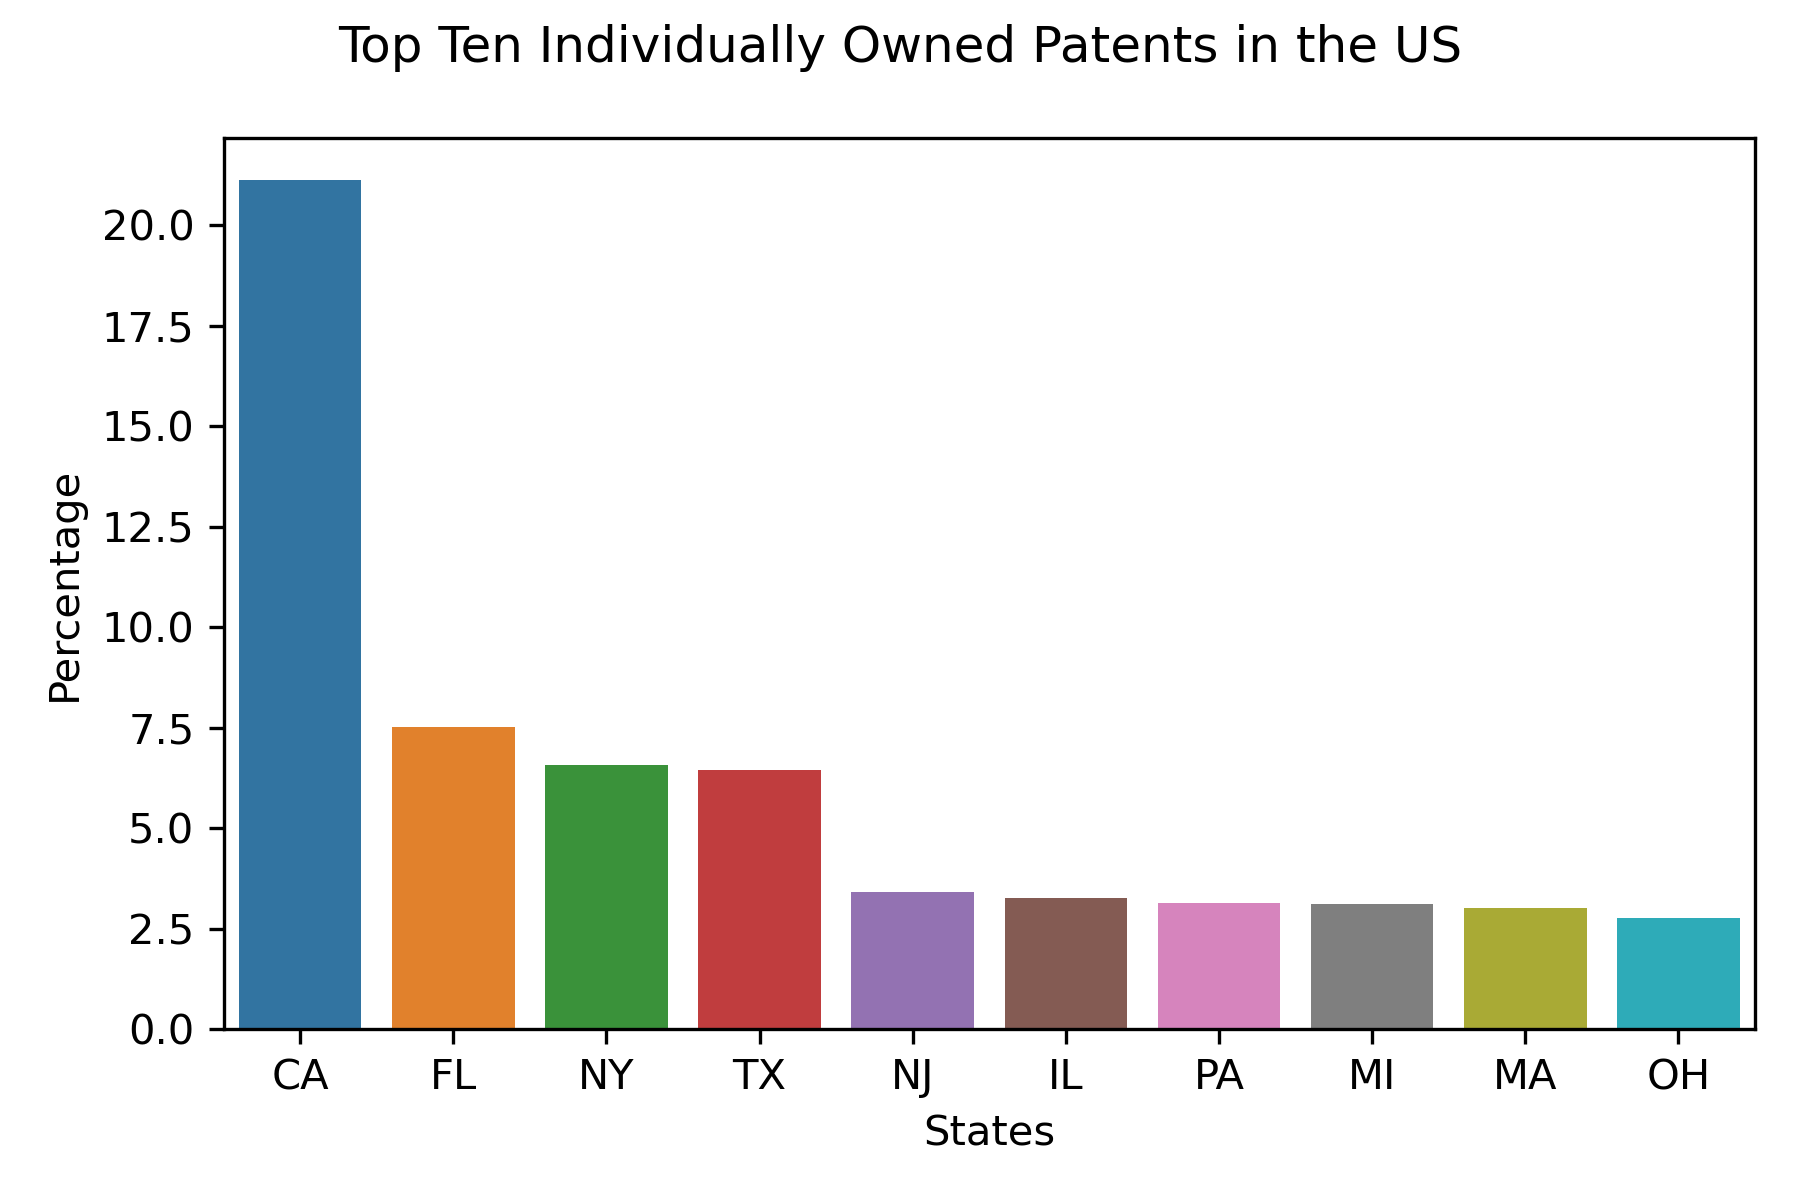 Top Ten Individually Owned Patents in the US
20.0
17.5
15.0
12.5
10.0
7.5
5.0
2.5
0.0
Percentage
CA FL NY TX NJ IL PA MI MA OH
States